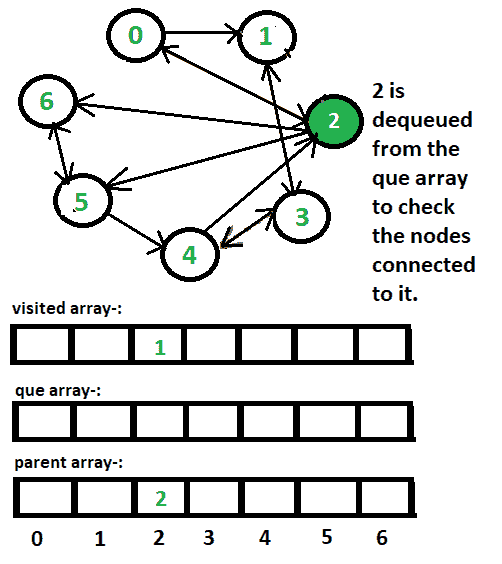 0
1
6
2
5
3
4
2 is
dequeued
from the
que array
to check
the nodes
connected
to it.
visited array-:
1
que array-:
parent array-:
2
0 1 2 3 4 5 6